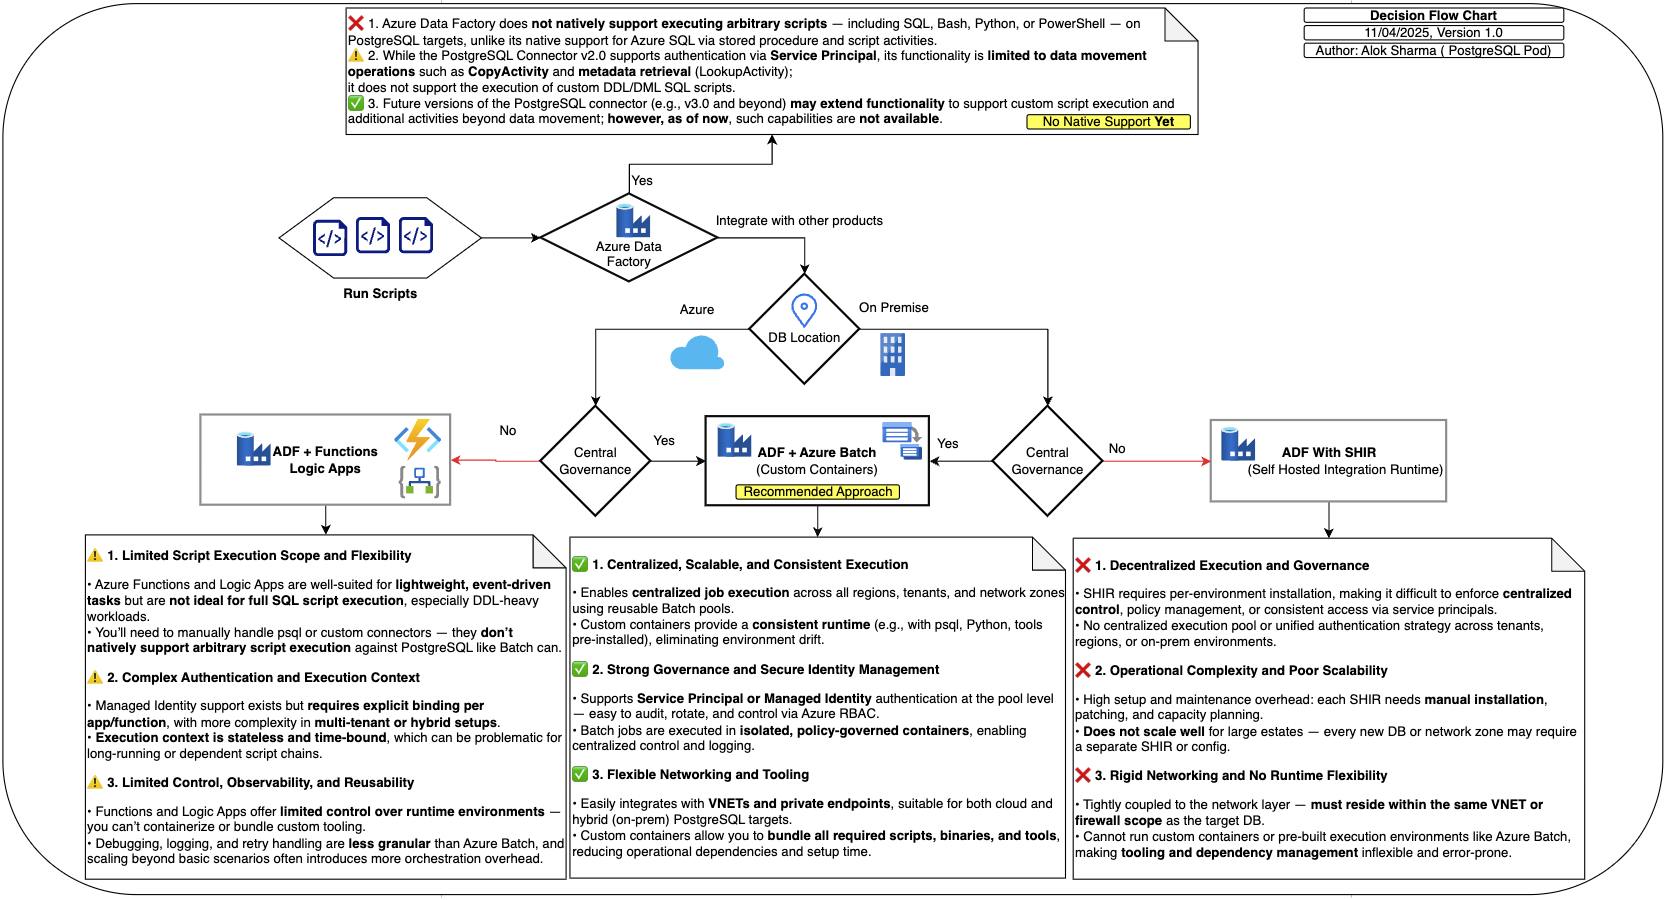 ❌ 1. Azure Data Factory does not natively support executing arbitrary scripts — including SQL, Bash, Python, or PowerShell — on
PostgreSQL targets, unlike its native support for Azure SQL via stored procedure and script activities.
⚠️ 2. While the PostgreSQL Connector v2.0 supports authentication via Service Principal, its functionality is limited to data movement
operations such as CopyActivity and metadata retrieval (LookupActivity);
it does not support the execution of custom DDL/DML SQL scripts.
✅ 3. Future versions of the PostgreSQL connector (e.g., v3.0 and beyond) may extend functionality to support custom script execution and
additional activities beyond data movement; however, as of now, such capabilities are not available.
No Native Support Yet
Decision Flow Chart
11/04/2025, Version 1.0
Author: Alok Sharma ( PostgreSQL Pod)
Yes
Integrate with other products
Azure Data
Factory
Run Scripts
Azure
On Premise
DB Location
No
Yes
Yes
No
ADF + Functions
Logic Apps
Central
Governance
ADF + Azure Batch
(Custom Containers)
Recommended Approach
Central
Governance
ADF With SHIR
(Self Hosted Integration Runtime)
⚠️ 1. Limited Script Execution Scope and Flexibility
• Azure Functions and Logic Apps are well-suited for lightweight, event-driven
tasks but are not ideal for full SQL script execution, especially DDL-heavy
workloads.
• You'll need to manually handle psql or custom connectors — they don't
natively support arbitrary script execution against PostgreSQL like Batch can.
⚠️ 2. Complex Authentication and Execution Context
• Managed Identity support exists but requires explicit binding per
app/function, with more complexity in multi-tenant or hybrid setups.
• Execution context is stateless and time-bound, which can be problematic for
long-running or dependent script chains.
⚠️ 3. Limited Control, Observability, and Reusability
• Functions and Logic Apps offer limited control over runtime environments —
you can't containerize or bundle custom tooling.
• Debugging, logging, and retry handling are less granular than Azure Batch, and
scaling beyond basic scenarios often introduces more orchestration overhead.
✅ 1. Centralized, Scalable, and Consistent Execution
• Enables centralized job execution across all regions, tenants, and network zones
using reusable Batch pools.
• Custom containers provide a consistent runtime (e.g., with psql, Python, tools
pre-installed), eliminating environment drift.
✅ 2. Strong Governance and Secure Identity Management
• Supports Service Principal or Managed Identity authentication at the pool level
— easy to audit, rotate, and control via Azure RBAC.
• Batch jobs are executed in isolated, policy-governed containers, enabling
centralized control and logging.
✅ 3. Flexible Networking and Tooling
• Easily integrates with VNETs and private endpoints, suitable for both cloud and
hybrid (on-prem) PostgreSQL targets.
• Custom containers allow you to bundle all required scripts, binaries, and tools,
reducing operational dependencies and setup time.
❌ 1. Decentralized Execution and Governance
• SHIR requires per-environment installation, making it difficult to enforce centralized
control, policy management, or consistent access via service principals.
• No centralized execution pool or unified authentication strategy across tenants,
regions, or on-prem environments.
❌ 2. Operational Complexity and Poor Scalability
• High setup and maintenance overhead: each SHIR needs manual installation,
patching, and capacity planning.
• Does not scale well for large estates — every new DB or network zone may require
a separate SHIR or config.
❌ 3. Rigid Networking and No Runtime Flexibility
• Tightly coupled to the network layer — must reside within the same VNET or
firewall scope as the target DB.
• Cannot run custom containers or pre-built execution environments like Azure Batch,
making tooling and dependency management inflexible and error-prone.